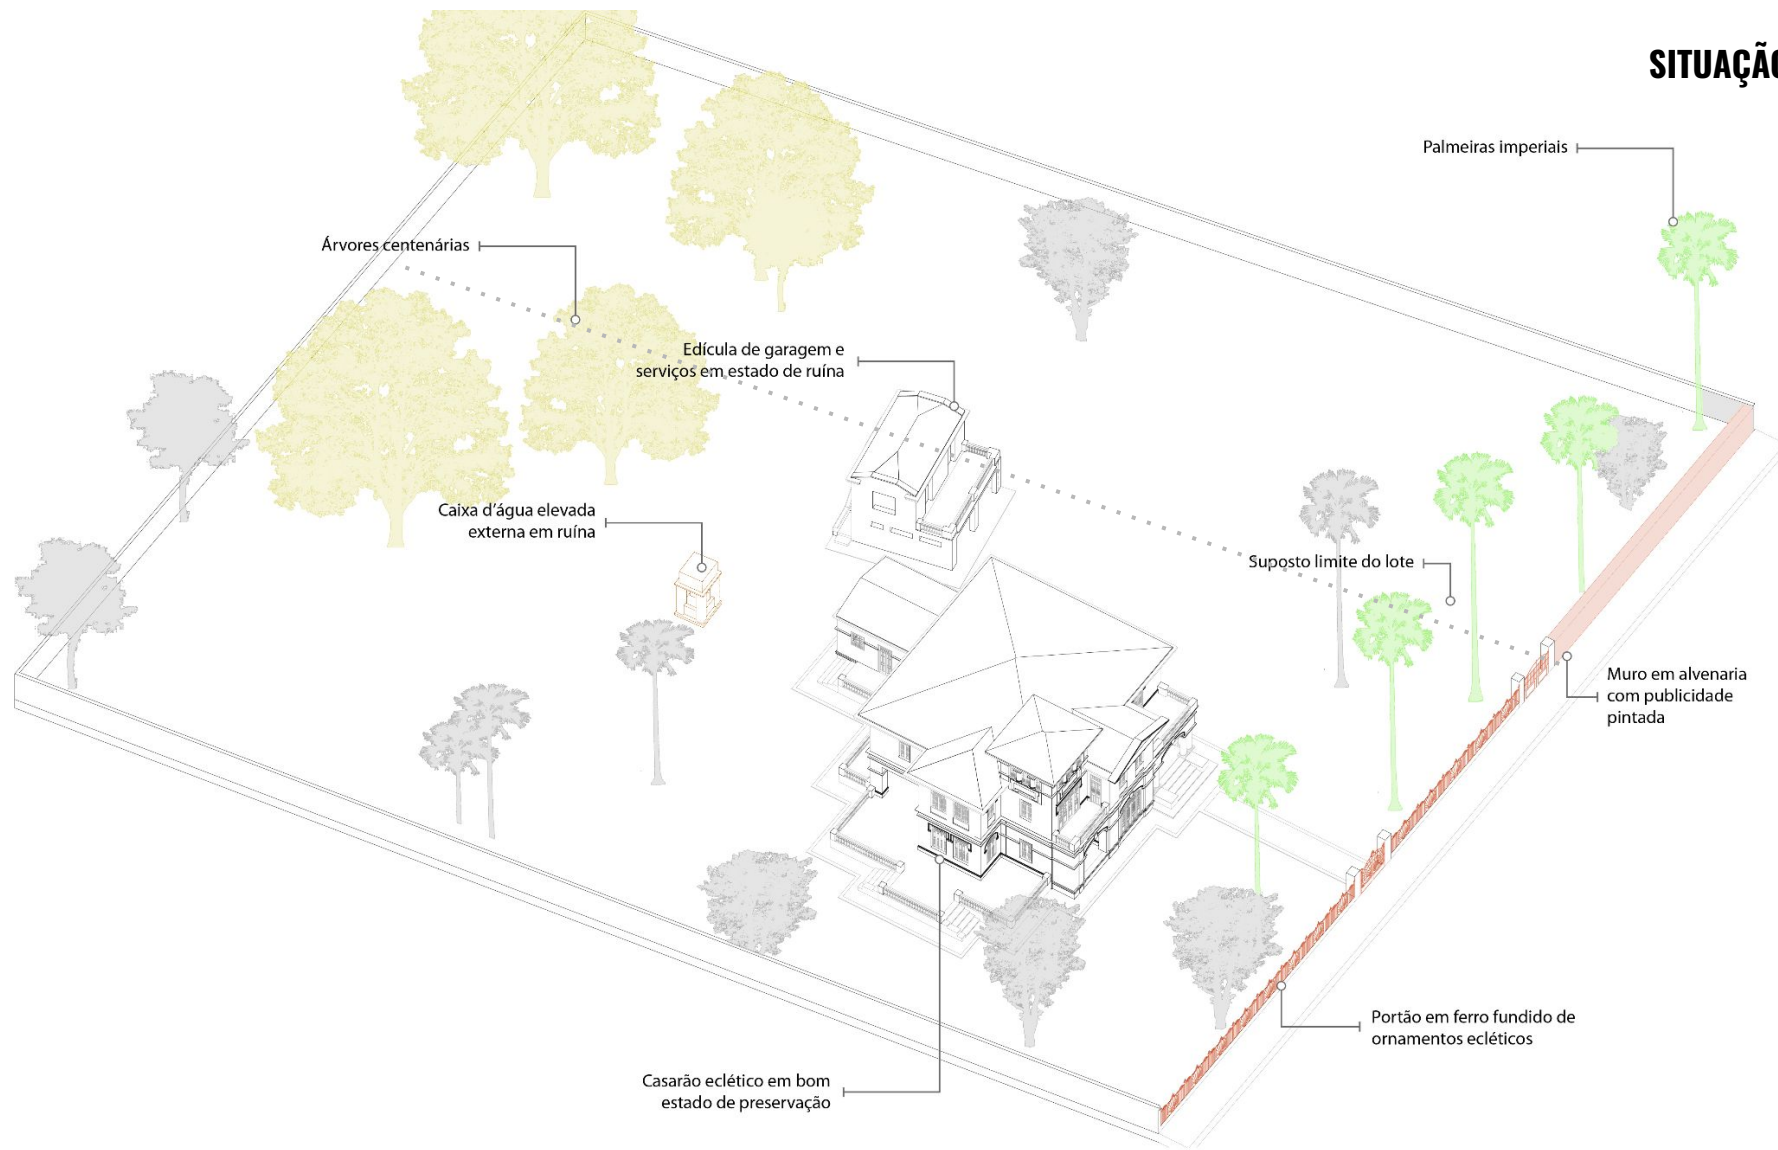 SITUAÇÃO
Palmeiras imperiais
Árvores centenárias
Edícula de garagem e
serviços em estado de ruína
Caixa d'água elevada
externa em ruína
Suposto limite do lote
Muro em alvenaria
com publicidade
pintada
Portão em ferro fundido de
ornamentos ecléticos
Casarão eclético em bom
estado de preservação